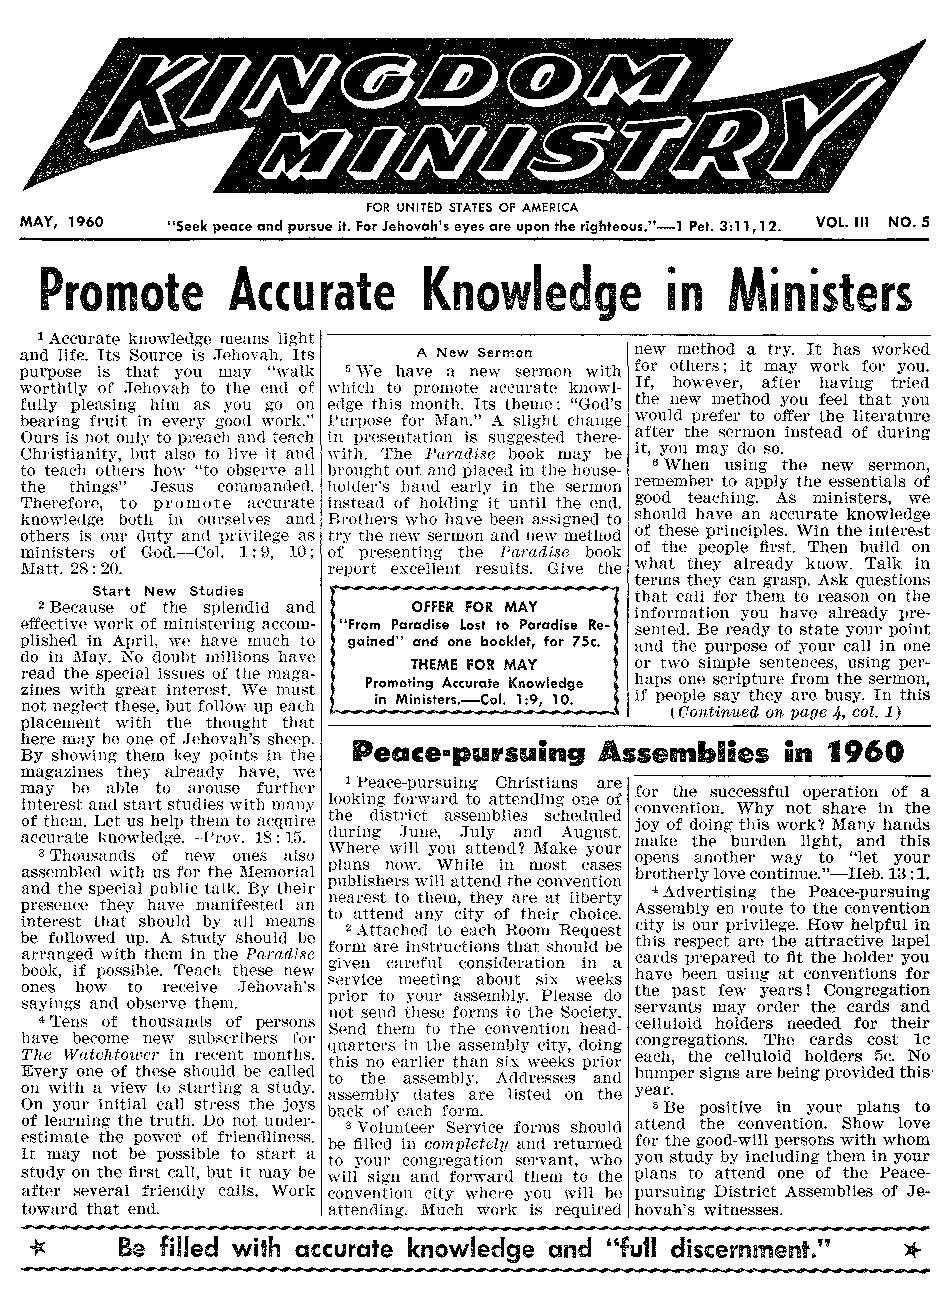 KINGDOM
MINISTRY
FOR UNITED STATES OF AMERICA
MAY, 1960
"Seek peace and pursue it. For Jehovah's eyes are upon the righteous."—1 Pet. 3:11,12.
VOL. III NO. 5
Promote Accurate Knowledge in Ministers
1 Accurate knowledge means light
and life. Its Source is Jehovah. Its
purpose is that you may "walk
worthily of Jehovah to the end of
fully pleasing him as you go on
bearing fruit in every good work."
Ours is not only to preach and teach
Christianity, but also to live it and
to teach others how "to observe all
the things" Jesus commanded.
Therefore, to promote accurate
knowledge both in ourselves and
others is our duty and privilege as
ministers of God.—Col. 1:9, 10;
Matt. 28:20.
Start New Studies
2 Because of the splendid and
effective work of ministering accom-
plished in April, we have much to
do in May. No doubt millions have
read the special issues of the maga-
zines with great interest. We must
not neglect these, but follow up each
placement with the thought that
here may be one of Jehovah's sheep.
By showing them key points in the
magazines they already have, we
may be able to arouse further
interest and start studies with many
of them. Let us help them to acquire
accurate knowledge.—Prov. 18:15.
3 Thousands of new ones also
assembled with us for the Memorial
and the special public talk. By their
presence they have manifested an
interest that should by all means
be followed up. A study should be
arranged with them in the Paradise
book, if possible. Teach these new
ones how to receive Jehovah's
sayings and observe them.
4 Tens of thousands of persons
have become new subscribers for
The Watchtower in recent months.
Every one of these should be called
on with a view to starting a study.
On your initial call stress the joys
of learning the truth. Do not under-
estimate the power of friendliness.
It may not be possible to start a
study on the first call, but it may be
after several friendly calls. Work
toward that end.
A New Sermon
5 We have a new sermon with
which to promote accurate knowl-
edge this month. Its theme: "God's
Purpose for Man." A slight change
in presentation is suggested there-
with. The Paradise book may be
brought out and placed in the house-
holder's hand early in the sermon
instead of holding it until the end.
Brothers who have been assigned to
try the new sermon and new method
of presenting the Paradise book
report excellent results. Give the
OFFER FOR MAY
"From Paradise Lost to Paradise Re-
gained" and one booklet, for 75c.
THEME FOR MAY
Promoting Accurate Knowledge
in Ministers.—Col. 1:9, 10.
new method a try. It has worked
for others; it may work for you.
If, however, after having tried
the new method you feel that you
would prefer to offer the literature
after the sermon instead of during
it, you may do so.
6 When using the new sermon,
remember to apply the essentials of
good teaching. As ministers, we
should have an accurate knowledge
of these principles. Win the interest
of the people first. Then build on
what they already know. Talk in
terms they can grasp. Ask questions
that call for them to reason on the
information you have already pre-
sented. Be ready to state your point
and the purpose of your call in one
or two simple sentences, using per-
haps one scripture from the sermon,
if people say they are busy. In this
(Continued on page 4, col. 1)
Peace-pursuing Assemblies in 1960
1 Peace-pursuing Christians are
looking forward to attending one of
the district assemblies scheduled
during June, July and August.
Where will you attend? Make your
plans now. While in most cases
publishers will attend the convention
nearest to them, they are at liberty
to attend any city of their choice.
2 Attached to each Room Request
form are instructions that should be
given careful consideration in a
service meeting about six weeks
prior to your assembly. Please do
not send these forms to the Society.
Send them to the convention head-
quarters in the assembly city, doing
this no earlier than six weeks prior
to the assembly. Addresses and
assembly dates are listed on the
back of each form.
3 Volunteer Service forms should
be filled in completely and returned
to your congregation servant, who
will sign and forward them to the
convention city where you will be
attending. Much work is required
for the successful operation of a
convention. Why not share in the
joy of doing this work? Many hands
make the burden light, and this
opens another way to "let your
brotherly love continue."—Heb. 13:1.
4 Advertising the Peace-pursuing
Assembly en route to the convention
city is our privilege. How helpful in
this respect are the attractive lapel
cards prepared to fit the holder you
have been using at conventions for
the past few years! Congregation
servants may order the cards and
celluloid holders needed for their
congregations. The cards cost 1c
each, the celluloid holders 5c. No
bumper signs are being provided this
year.
5 Be positive in your plans to
attend the convention. Show love
for the good-will persons with whom
you study by including them in your
plans to attend one of the Peace-
pursuing District Assemblies of Je-
hovah's witnesses.
Be filled with accurate knowledge and "full discernment."